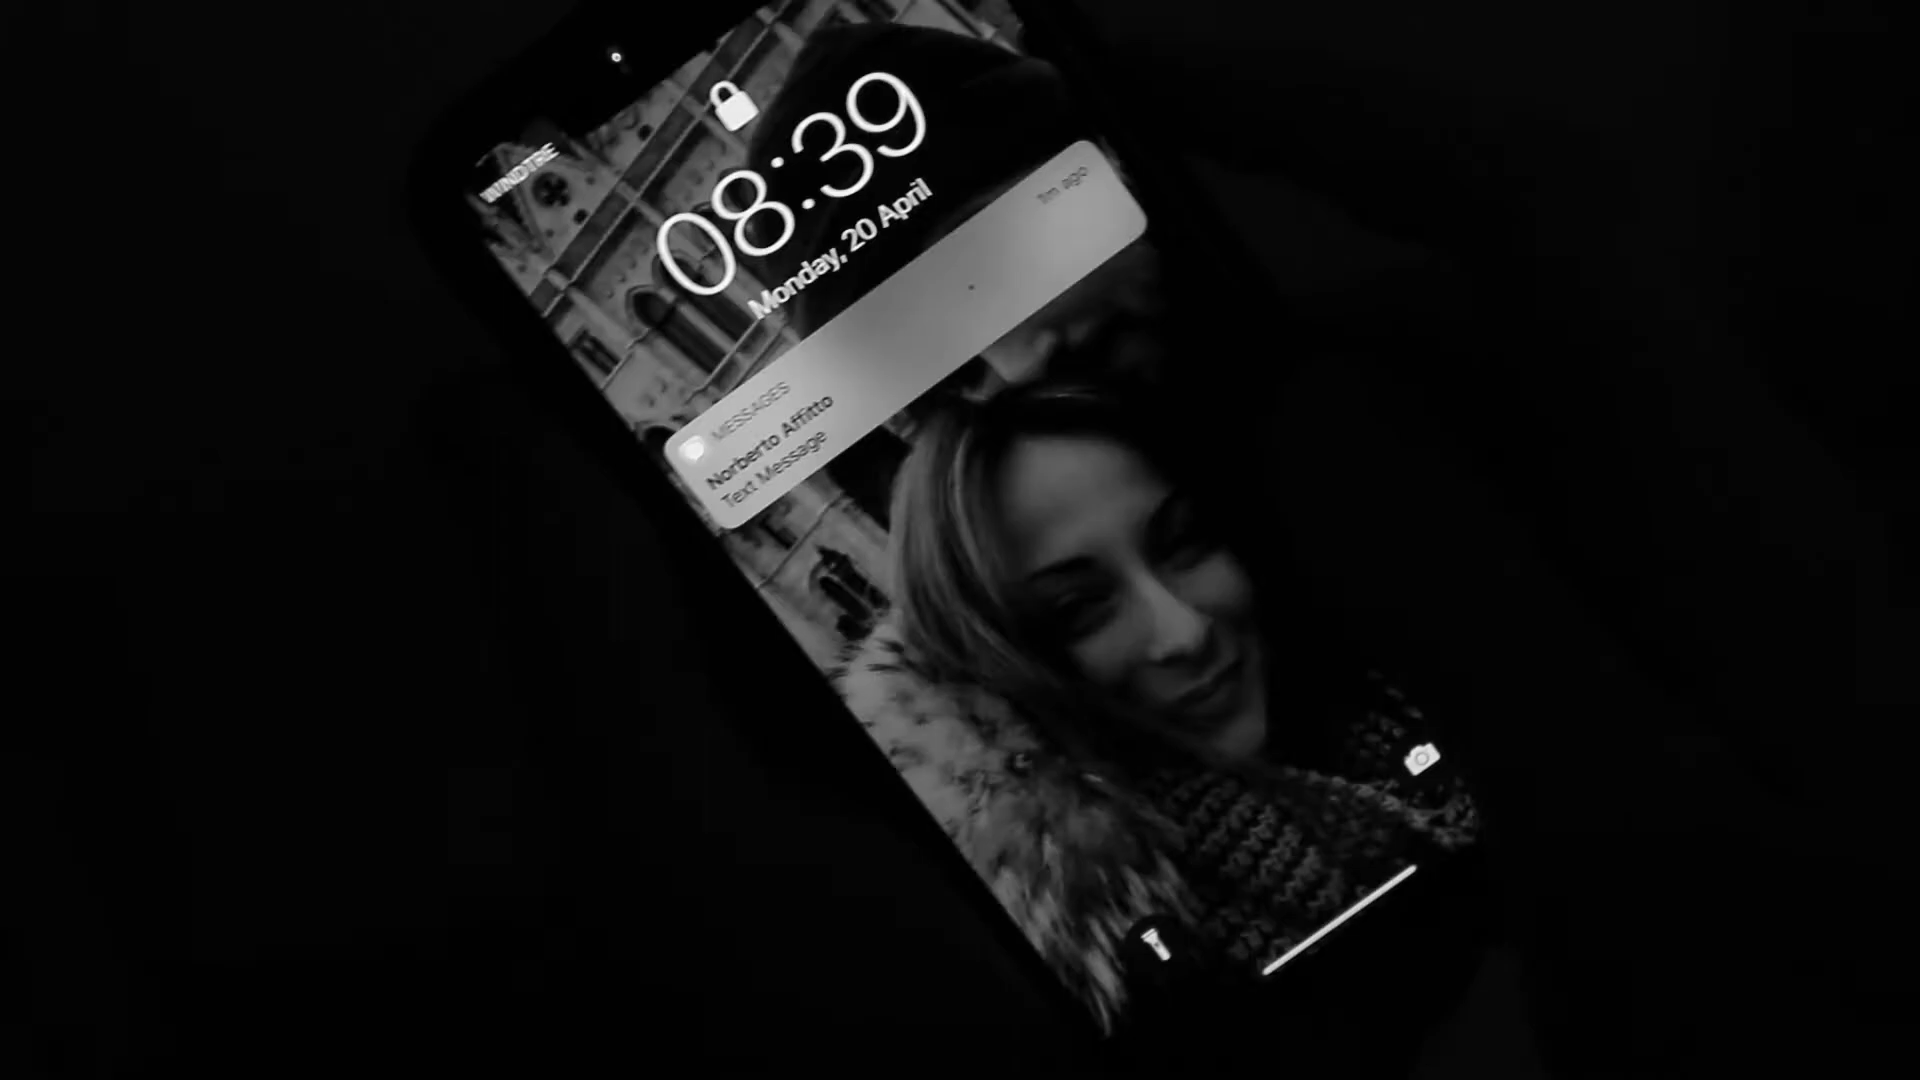 WINDTRE
08:39
Monday, 20 April
MESSAGES
1m ago
Norberto Affitto
Text Message